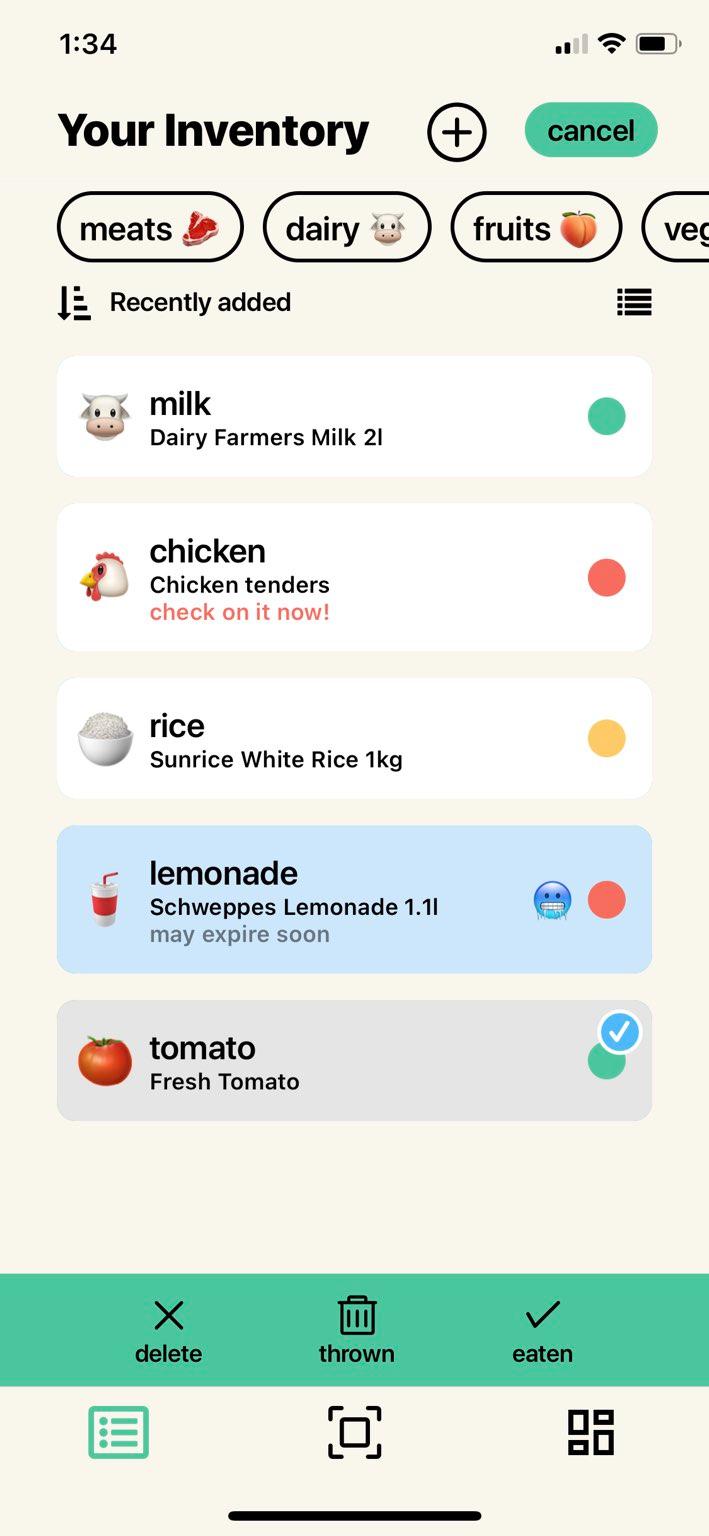 1:34
Your Inventory
cancel
meats
dairy
fruits
veg
Recently added
milk
Dairy Farmers Milk 2l
chicken
Chicken tenders
check on it now!
rice
Sunrice White Rice 1kg
lemonade
Schweppes Lemonade 1.1l
may expire soon
tomato
Fresh Tomato
delete
thrown
eaten